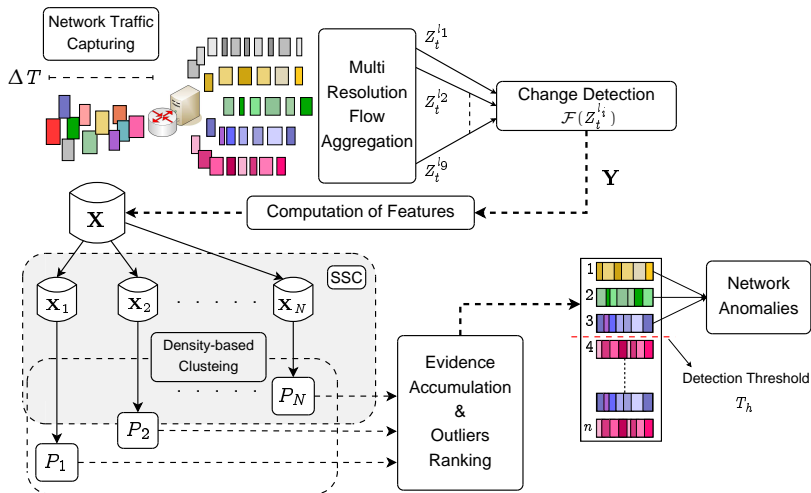 Network Traffic
Capturing
ΔT
Multi
Resolution
Flow
Aggregation
Z_t^{l_1}
Z_t^{l_2}
Z_t^{l_9}
Change Detection
F(Z_t^{l_i})
Y
Computation of Features
X
SSC
X_1
X_2
. . . . .
X_N
Density-based
Clusteing
. . . . .
P_N
P_2
P_1
Evidence
Accumulation
&
Outliers
Ranking
1
2
3
4
n
Network
Anomalies
Detection Threshold
T_h